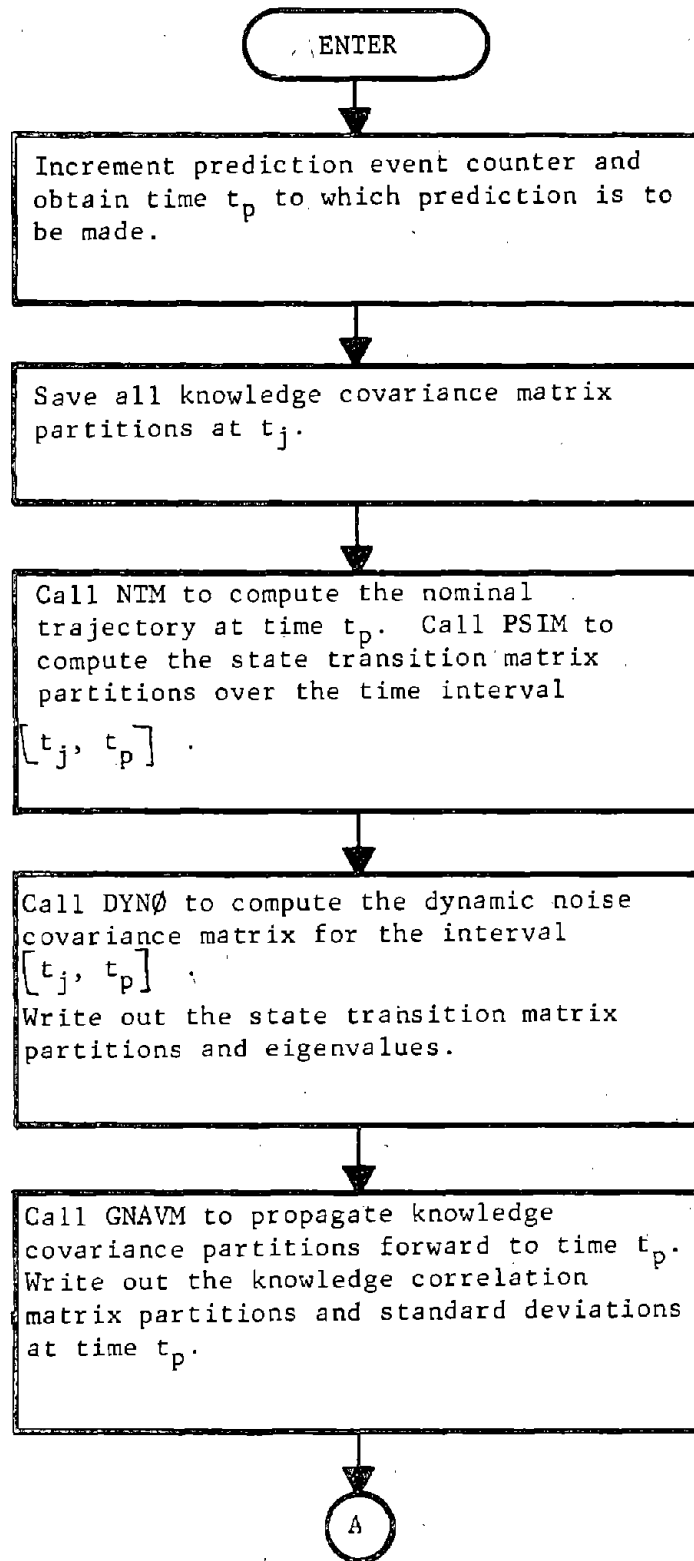 ENTER
Increment prediction event counter and
obtain time t_p to which prediction is to
be made.
Save all knowledge covariance matrix
partitions at t_j.
Call NTM to compute the nominal
trajectory at time t_p. Call PSIM to
compute the state transition matrix
partitions over the time interval
[t_j, t_p] .
Call DYNØ to compute the dynamic noise
covariance matrix for the interval
[t_j, t_p] .
Write out the state transition matrix
partitions and eigenvalues.
Call GNAVM to propagate knowledge
covariance partitions forward to time t_p.
Write out the knowledge correlation
matrix partitions and standard deviations
at time t_p.
A